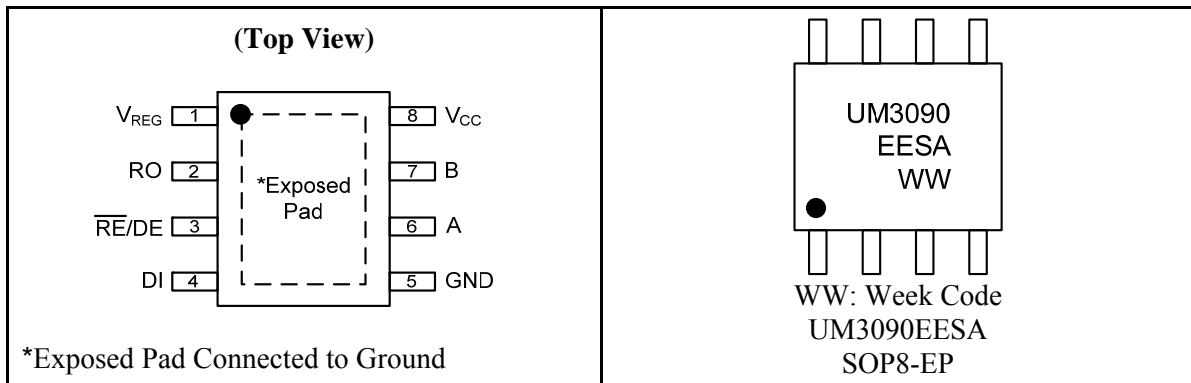 (Top View)
V_REG 1 8 V_CC
RO 2 7 B
*Exposed
Pad
R̅E̅/DE 3 6 A
DI 4 5 GND
*Exposed Pad Connected to Ground
UM3090
EESA
WW
WW: Week Code
UM3090EESA
SOP8-EP